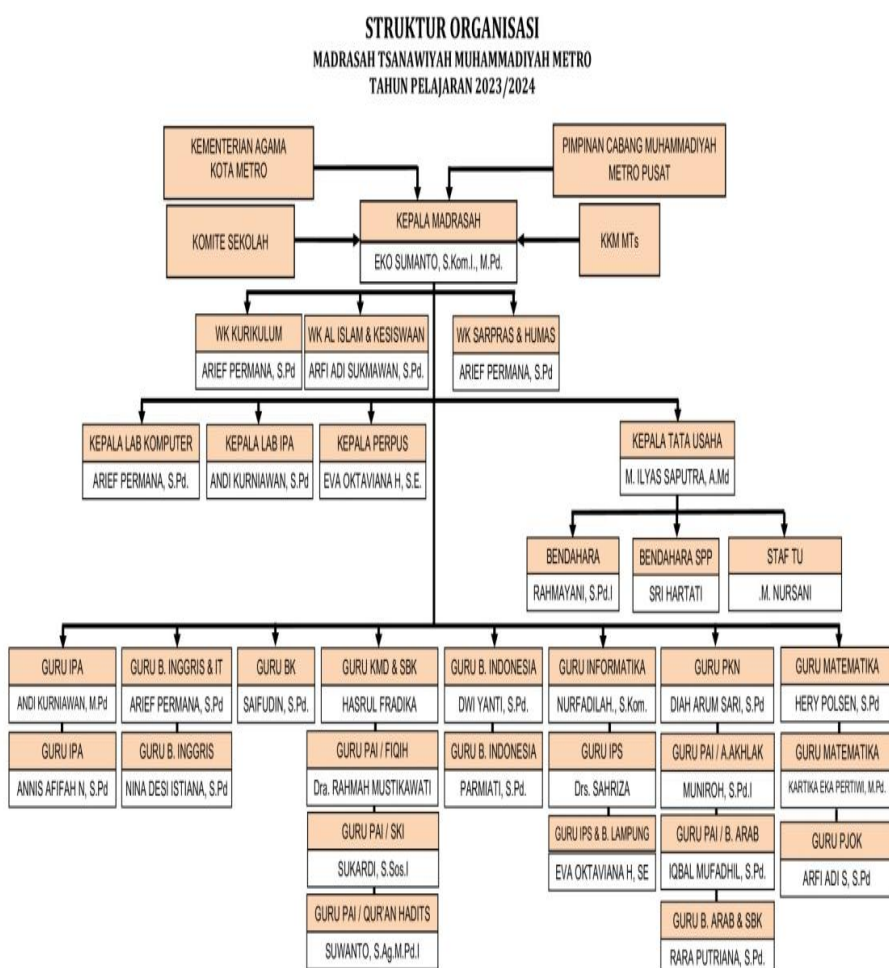 STRUKTUR ORGANISASI
MADRASAH TSANAWIYAH MUHAMMADIYAH METRO
TAHUN PELAJARAN 2023/2024
KEMENTERIAN AGAMA
KOTA METRO
PIMPINAN CABANG MUHAMMADIYAH
METRO PUSAT
KEPALA MADRASAH
EKO SUMANTO, S.Kom.I., M.Pd.
KOMITE SEKOLAH
KKM MTs
WK KURIKULUM
ARIEF PERMANA, S.Pd
WK AL ISLAM & KESISWAAN
ARFI ADI SUKMAWAN, S.Pd.
WK SARPRAS & HUMAS
ARIEF PERMANA, S.Pd
KEPALA LAB KOMPUTER
ARIEF PERMANA, S.Pd.
KEPALA LAB IPA
ANDI KURNIAWAN, S.Pd
KEPALA PERPUS
EVA OKTAVIANA H, S.E.
KEPALA TATA USAHA
M. ILYAS SAPUTRA, A.Md
BENDAHARA
RAHMAYANI, S.Pd.I
BENDAHARA SPP
SRI HARTATI
STAF TU
.M. NURSANI
GURU IPA
ANDI KURNIAWAN, M.Pd
GURU IPA
ANNIS AFIFAH N, S.Pd
GURU B. INGGRIS & IT
ARIEF PERMANA, S.Pd
GURU B. INGGRIS
NINA DESI ISTIANA, S.Pd
GURU BK
SAIFUDIN, S.Pd.
GURU KMD & SBK
HASRUL FRADIKA
GURU PAI / FIQIH
Dra. RAHMAH MUSTIKAWATI
GURU PAI / SKI
SUKARDI, S.Sos.I
GURU PAI / QUR'AN HADITS
SUWANTO, S.Ag.M.Pd.I
GURU B. INDONESIA
DWI YANTI, S.Pd.
GURU B. INDONESIA
PARMIATI, S.Pd.
GURU INFORMATIKA
NURFADILAH., S.Kom.
GURU IPS
Drs. SAHRIZA
GURU IPS & B. LAMPUNG
EVA OKTAVIANA H, SE
GURU PKN
DIAH ARUM SARI, S.Pd
GURU PAI / A.AKHLAK
MUNIROH, S.Pd.I
GURU PAI / B. ARAB
IQBAL MUFADHIL, S.Pd.
GURU B. ARAB & SBK
RARA PUTRIANA, S.Pd.
GURU MATEMATIKA
HERY POLSEN, S.Pd
GURU MATEMATIKA
KARTIKA EKA PERTIWI, M.Pd.
GURU PJOK
ARFI ADI S, S.Pd